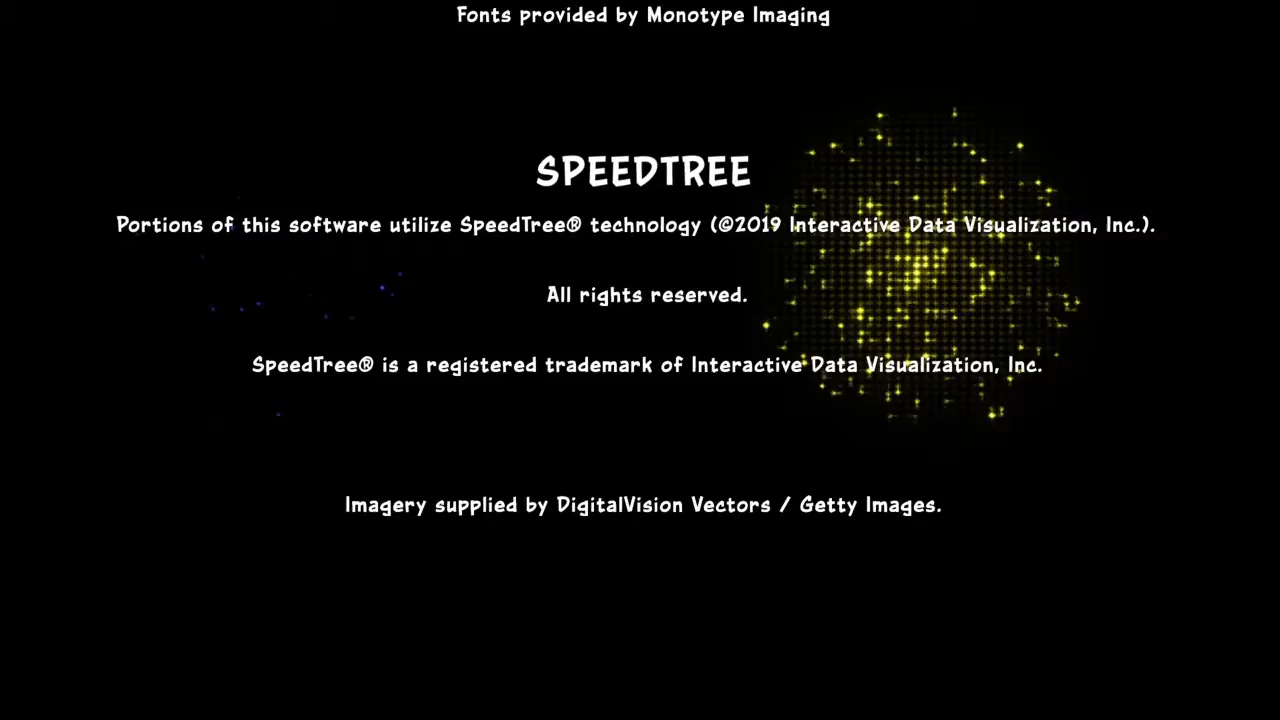 Fonts provided by Monotype Imaging
SPEEDTREE
Portions of this software utilize SpeedTree® technology (©2019 Interactive Data Visualization, Inc.).
All rights reserved.
SpeedTree® is a registered trademark of Interactive Data Visualization, Inc.
Imagery supplied by DigitalVision Vectors / Getty Images.